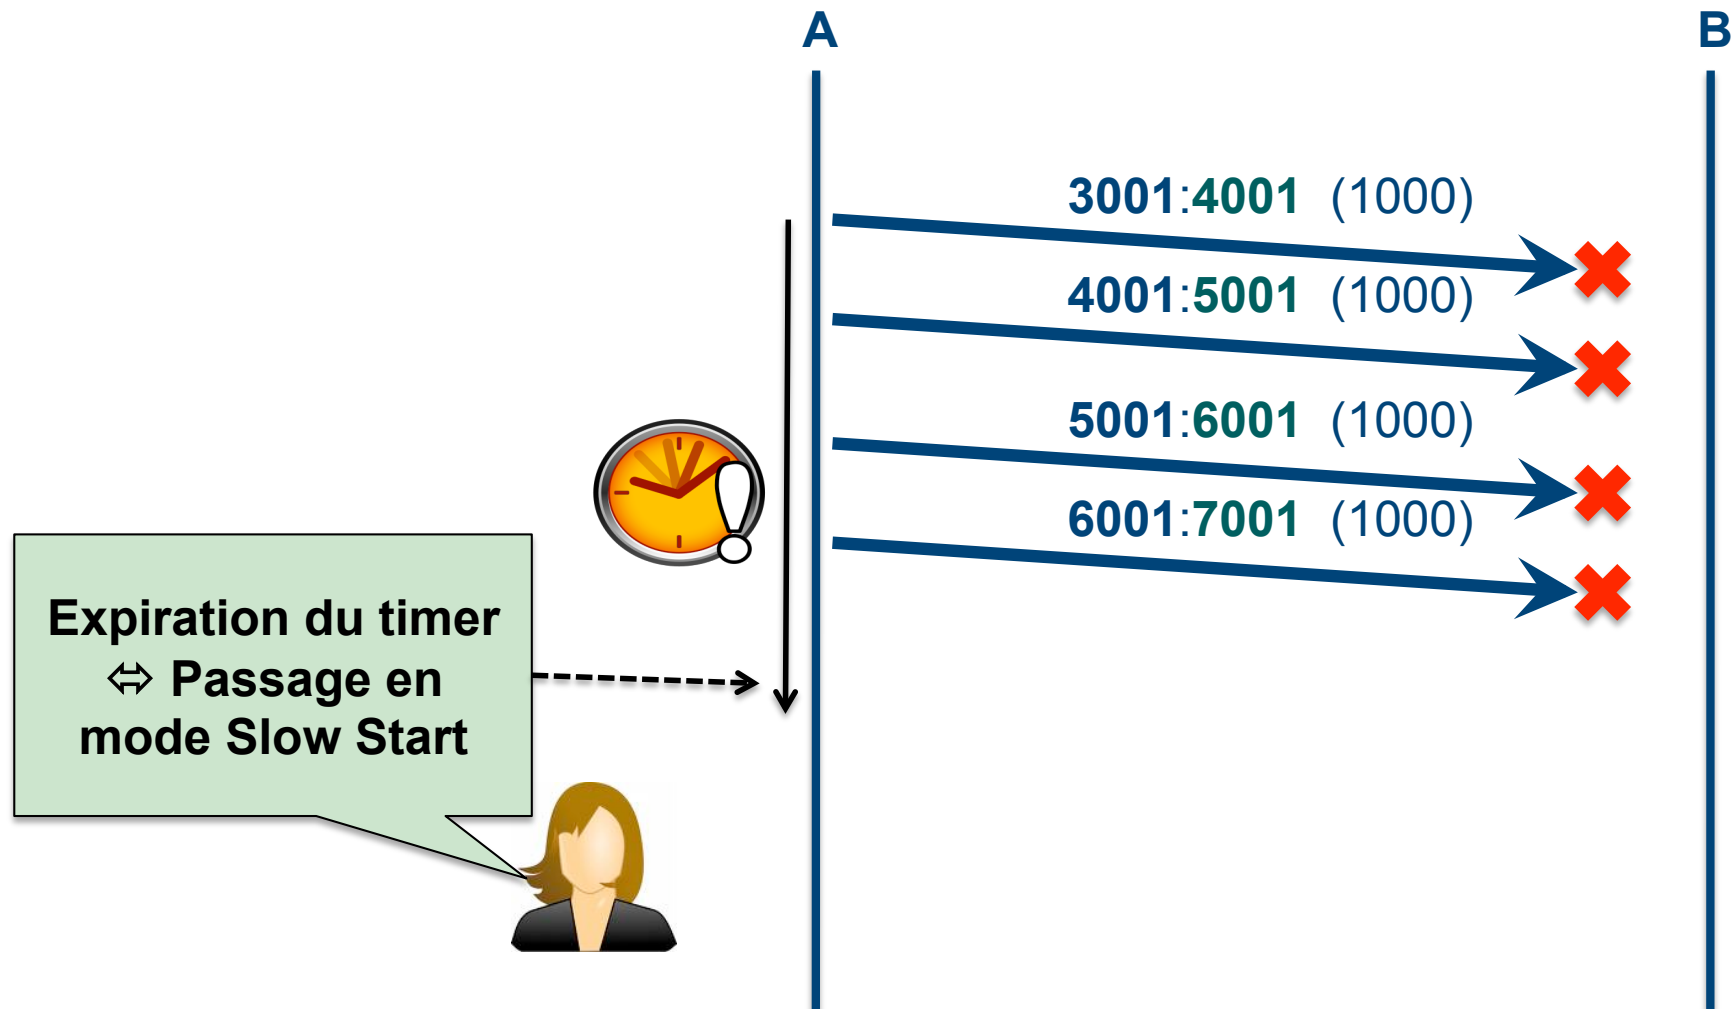 A
B
3001:4001 (1000)
4001:5001 (1000)
5001:6001 (1000)
6001:7001 (1000)
Expiration du timer
⇔ Passage en
mode Slow Start